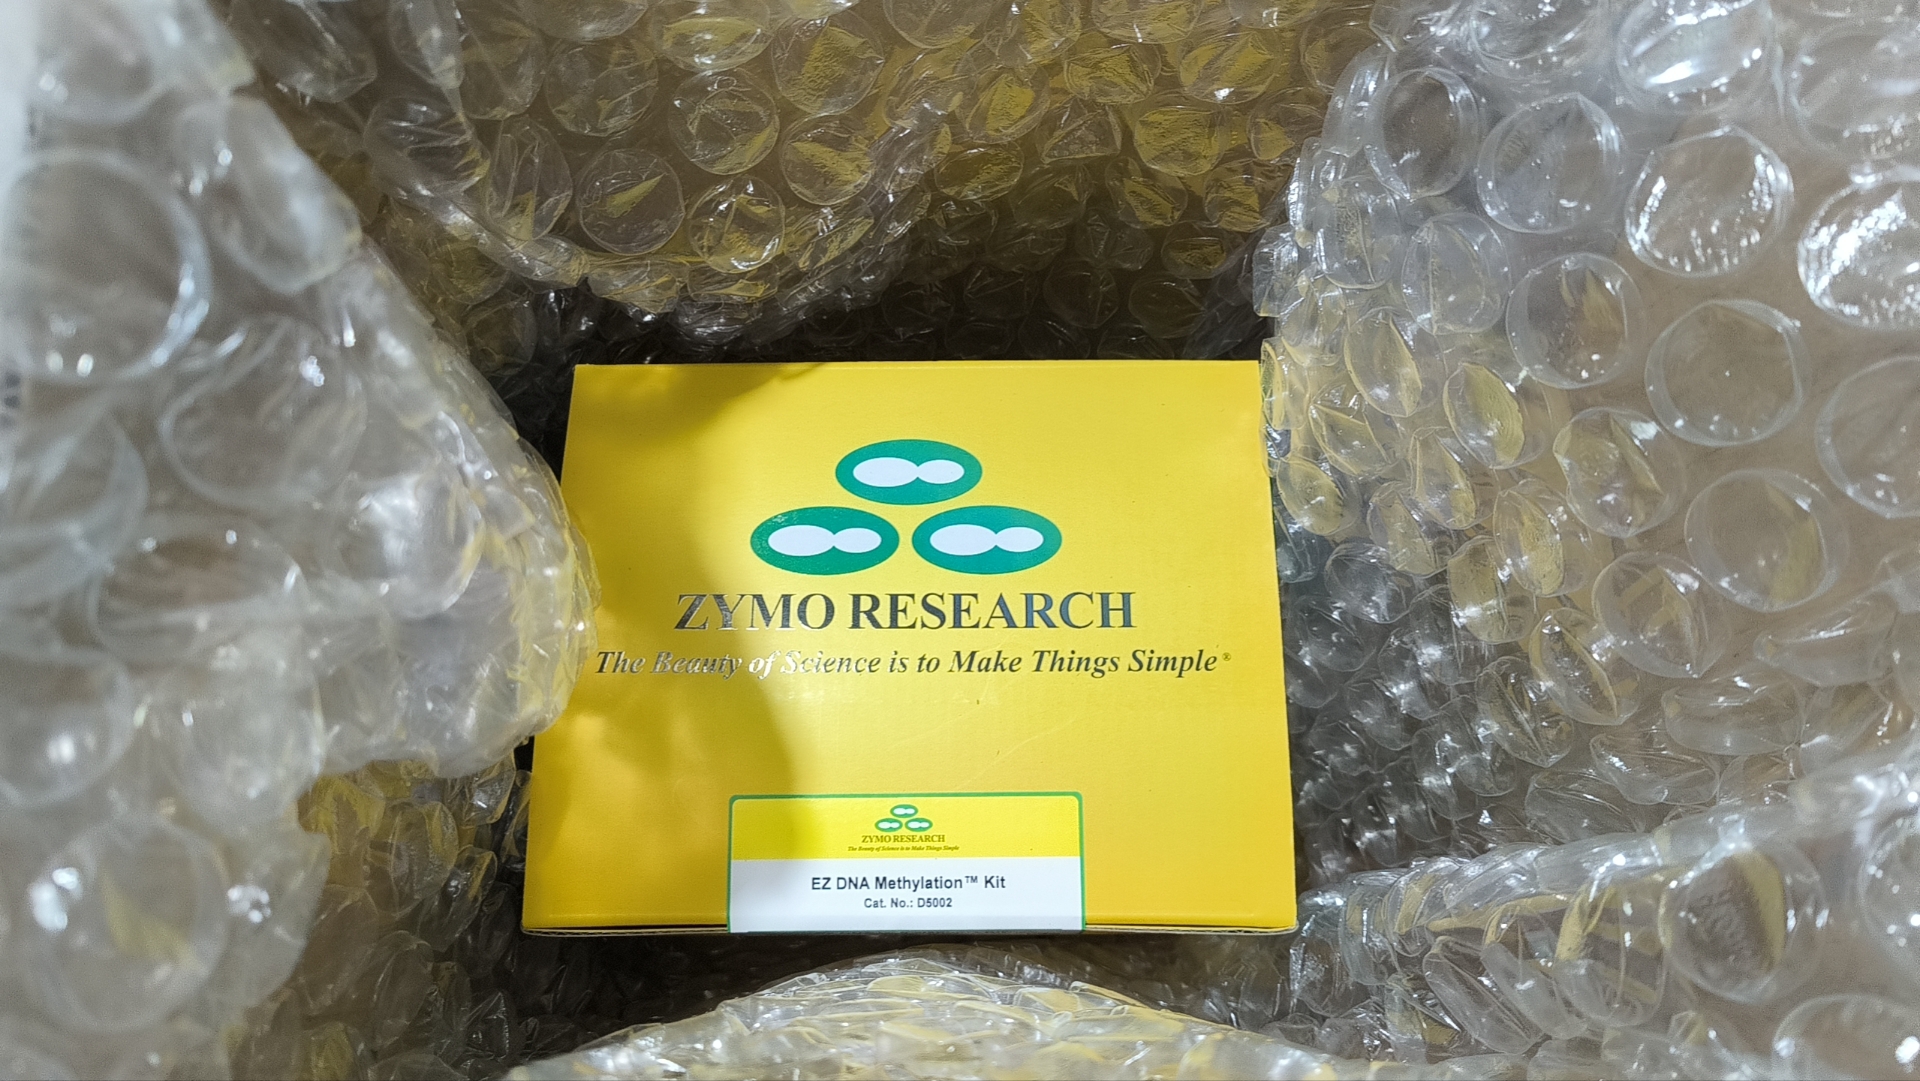 ZYMO RESEARCH
The Beauty of Science is to Make Things Simple®
ZYMO RESEARCH
The Beauty of Science is to Make Things Simple
EZ DNA Methylation™ Kit
Cat. No.: D5002